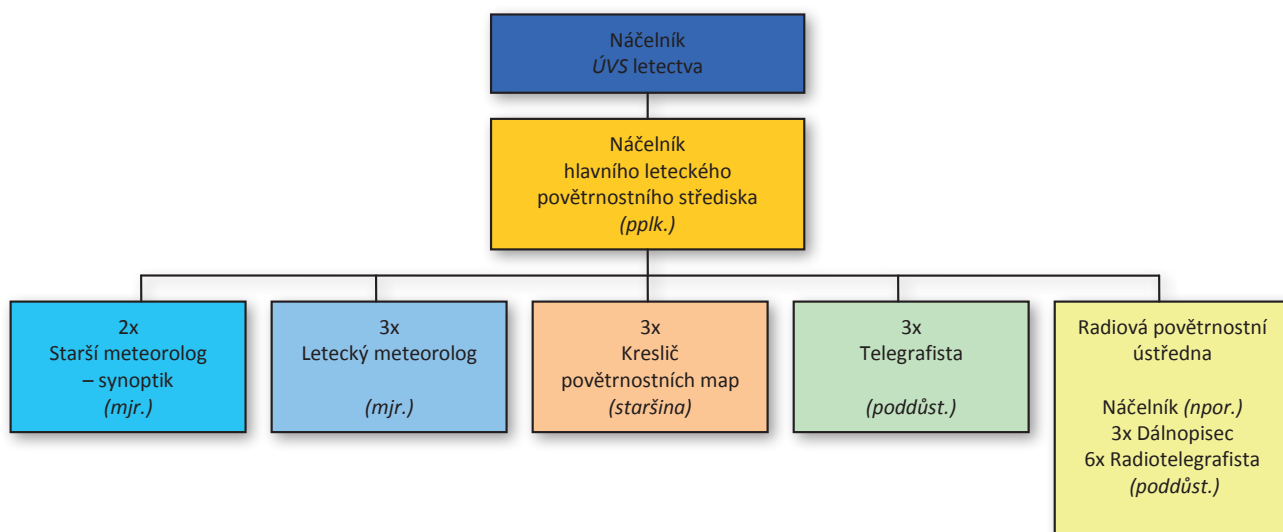 Náčelník
ÚVS letectva
Náčelník
hlavního leteckého
povětrnostního střediska
(pplk.)
2x
Starší meteorolog
– synoptik
(mjr.)
3x
Letecký meteorolog
(mjr.)
3x
Kreslič
povětrnostních map
(staršina)
3x
Telegrafista
(poddůst.)
Radiová povětrnostní
ústředna
Náčelník (npor.)
3x Dálnopisec
6x Radiotelegrafista
(poddůst.)